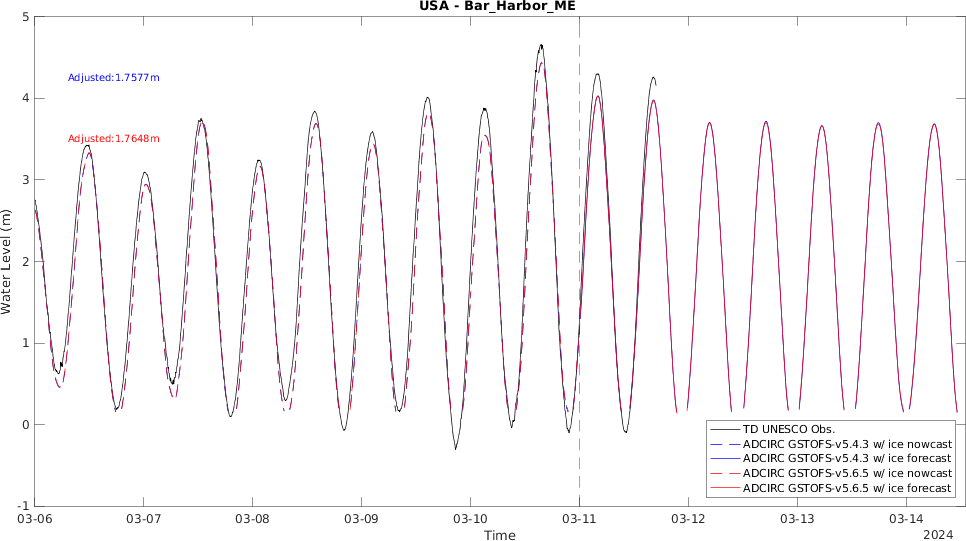 USA - Bar_Harbor_ME
5
4
3
2
1
0
-1
Water Level (m)
Adjusted:1.7577m
Adjusted:1.7648m
TD UNESCO Obs.
ADCIRC GSTOFS-v5.4.3 w/ ice nowcast
ADCIRC GSTOFS-v5.4.3 w/ ice forecast
ADCIRC GSTOFS-v5.6.5 w/ ice nowcast
ADCIRC GSTOFS-v5.6.5 w/ ice forecast
03-06 03-07 03-08 03-09 03-10 03-11 03-12 03-13 03-14
Time
2024